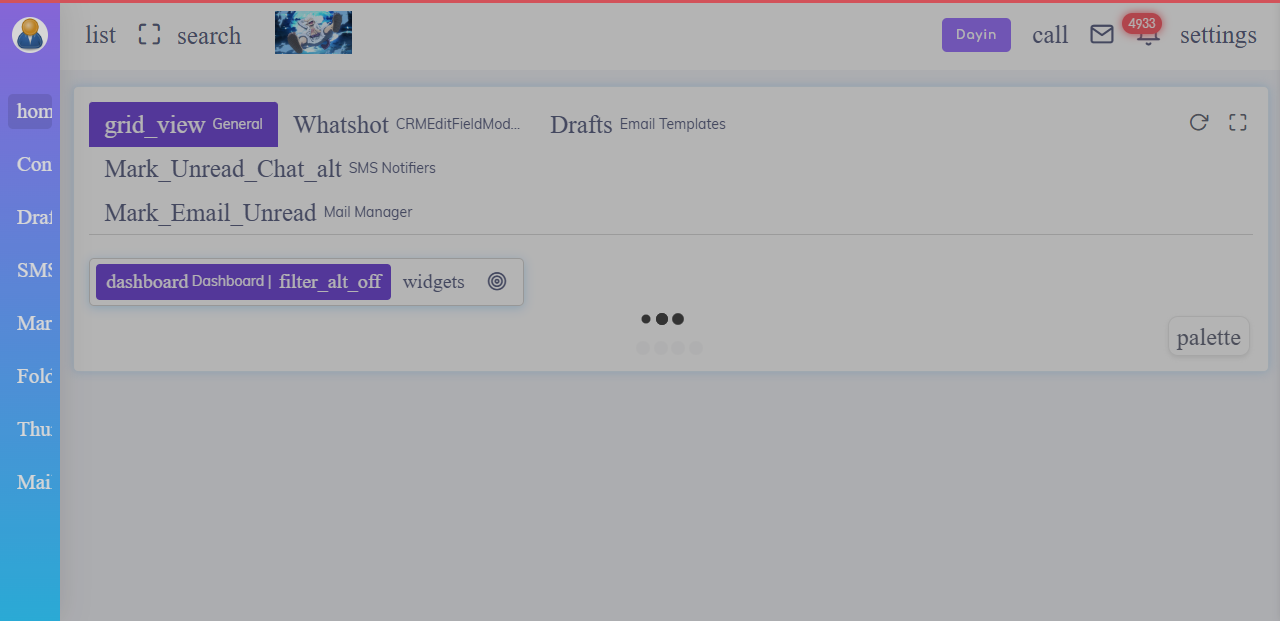 list search Dayin call 4933 settings
hom
grid_view General Whatshot CRMEditFieldMod... Drafts Email Templates
Con
Mark_Unread_Chat_alt SMS Notifiers
Draf
Mark_Email_Unread Mail Manager
SMS
dashboard Dashboard | filter_alt_off widgets
Mar
palette
Fold
Thu
Mai